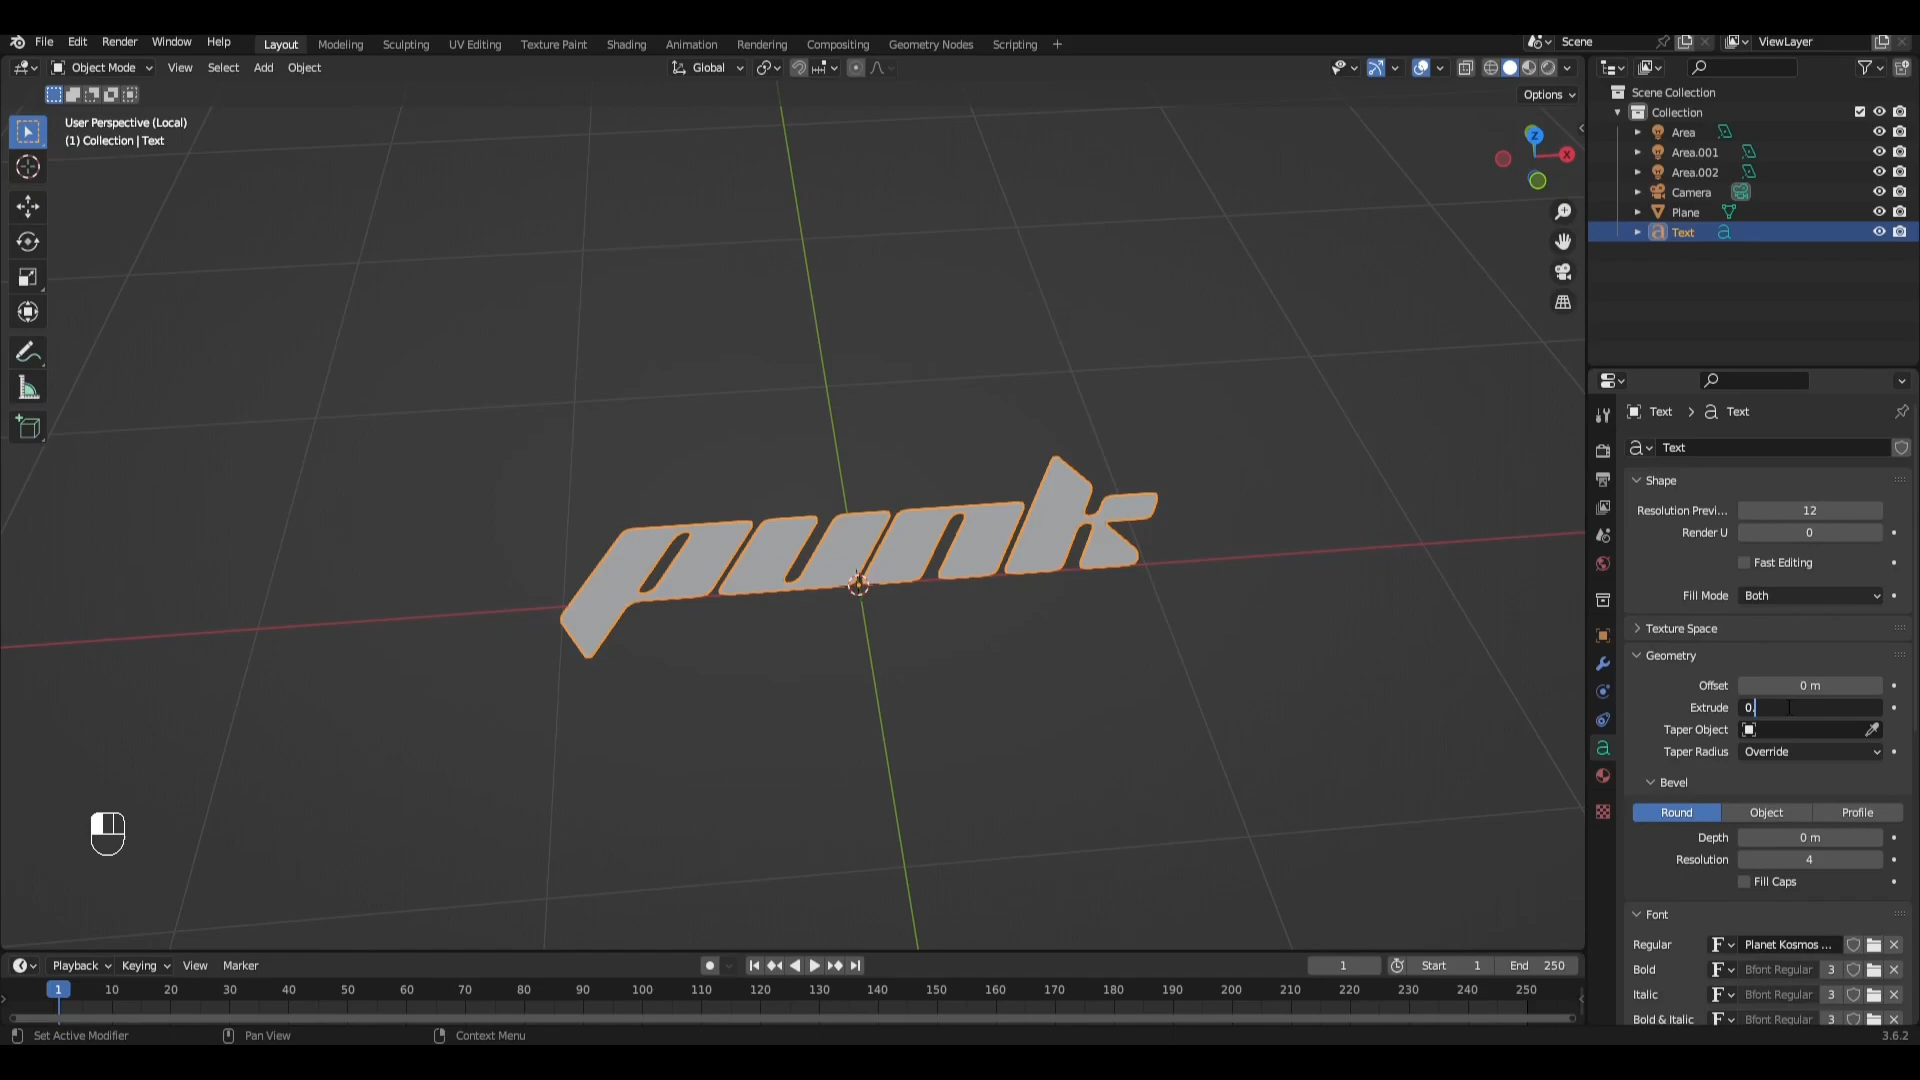 File Edit Render Window Help Layout Modeling Sculpting UV Editing Texture Paint Shading Animation Rendering Compositing Geometry Nodes Scripting + Scene ViewLayer
Object Mode View Select Add Object Global
Options
User Perspective (Local)
(1) Collection | Text
Z
X
punk
Scene Collection
Collection
Area
Area.001
Area.002
Camera
Plane
Text
Text > Text
Text
Shape
Resolution Previ... 12
Render U 0
Fast Editing
Fill Mode Both
Texture Space
Geometry
Offset 0 m
Extrude 0.
Taper Object
Taper Radius Override
Bevel
Round Object Profile
Depth 0 m
Resolution 4
Fill Caps
Font
Regular Planet Kosmos ...
Bold Bfont Regular 3
Italic Bfont Regular 3
Bold & Italic Bfont Regular 3
Playback Keying View Marker 1 Start 1 End 250
1 10 20 30 40 50 60 70 80 90 100 110 120 130 140 150 160 170 180 190 200 210 220 230 240 250
Set Active Modifier Pan View Context Menu 3.6.2